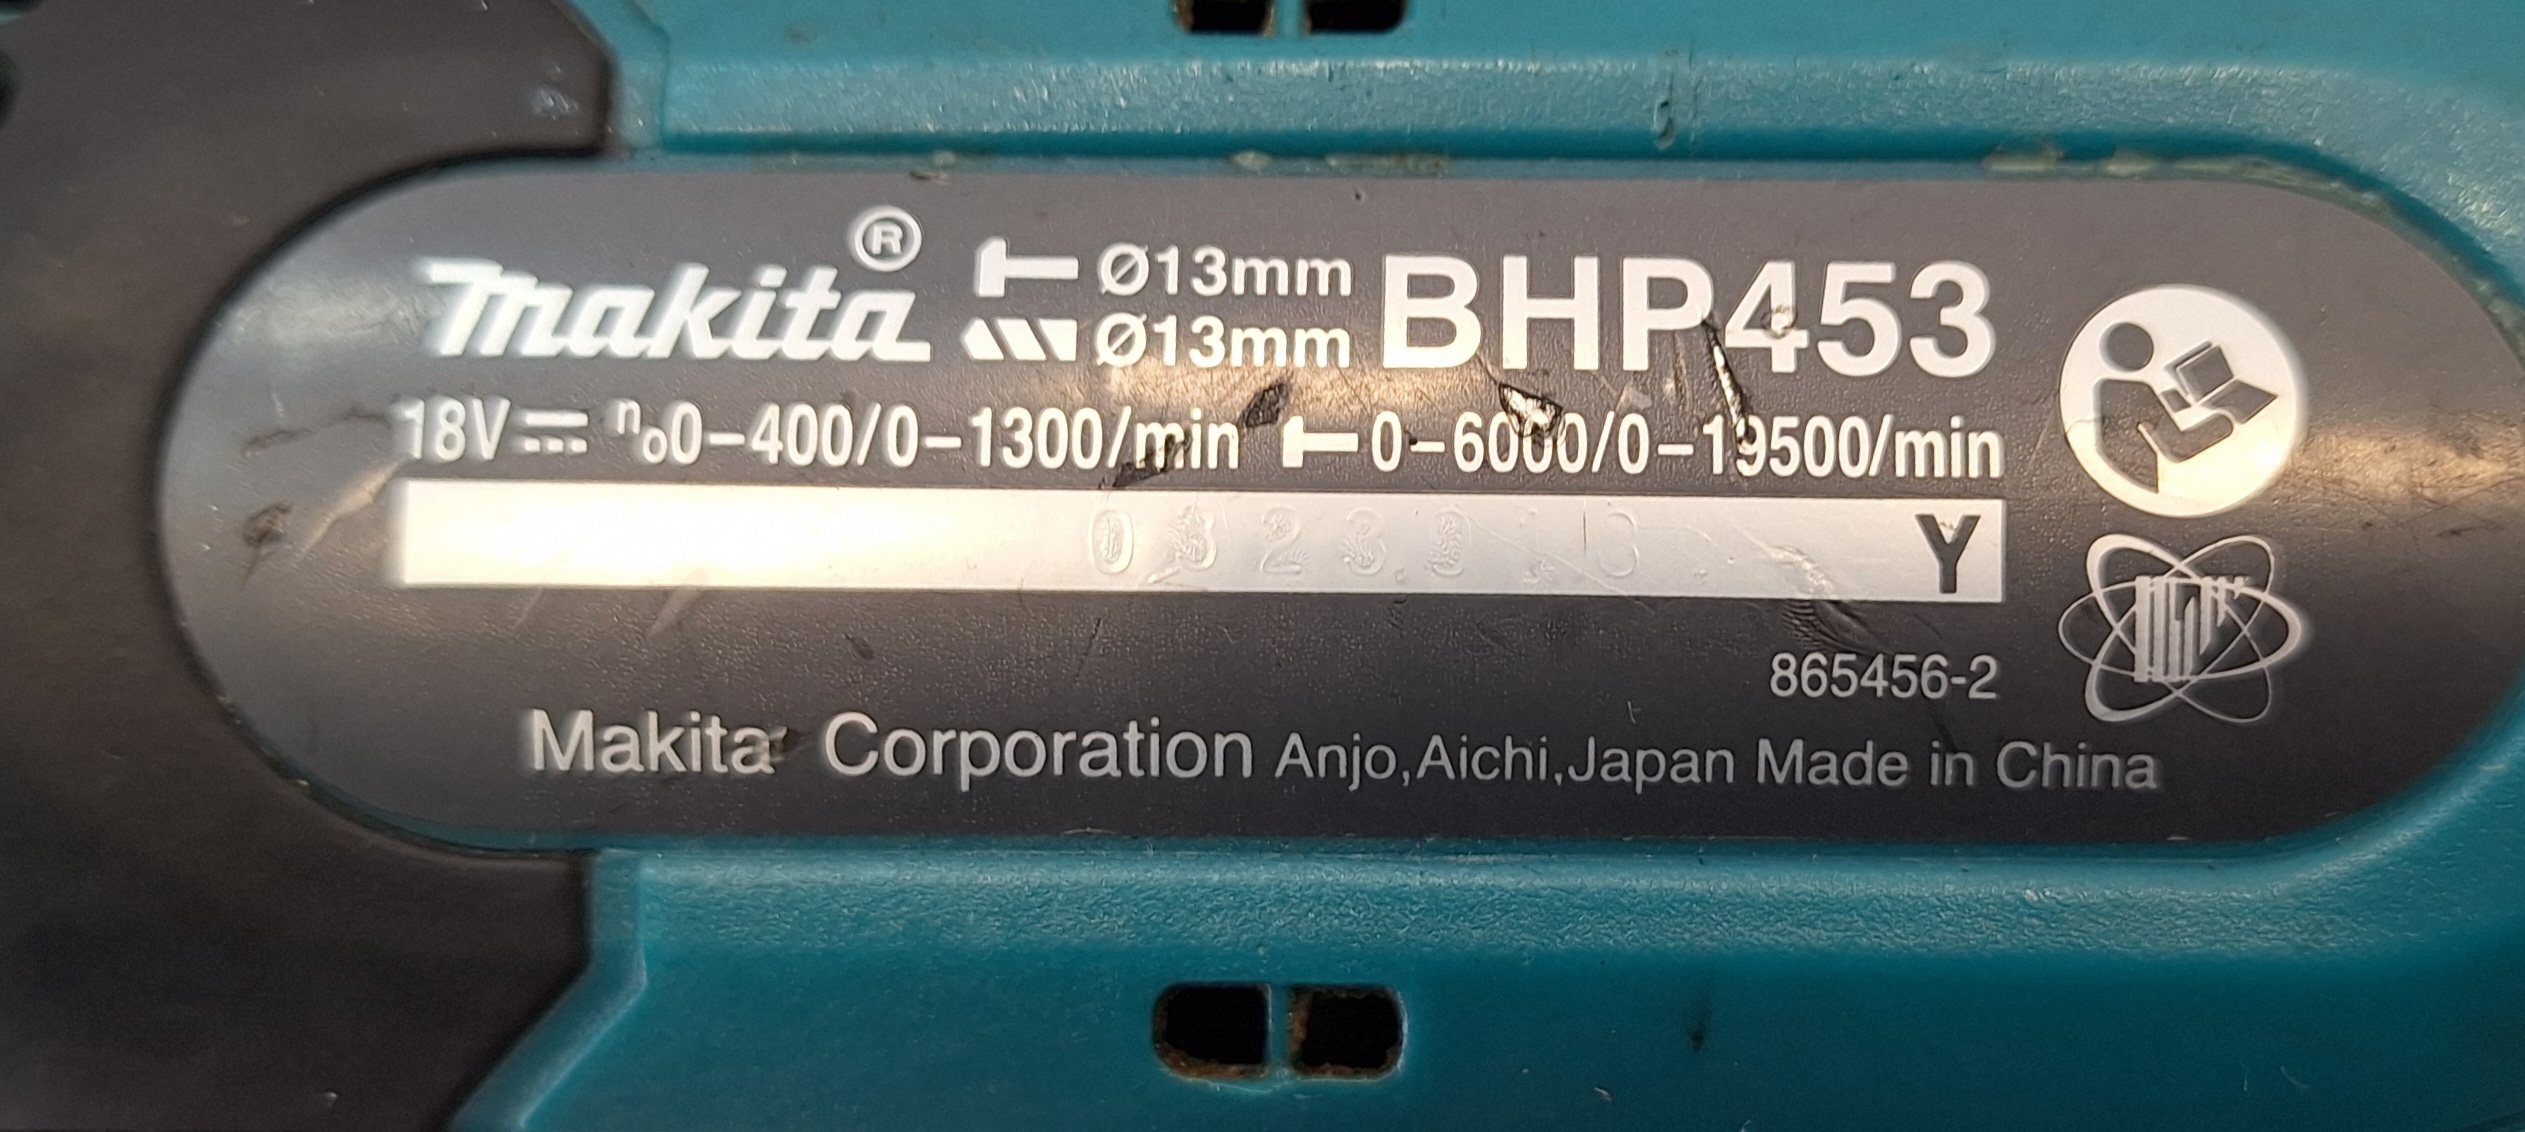 makita® Ø13mm BHP453
Ø13mm
18V⎓ n₀0-400/0-1300/min 0-6000/0-19500/min
Y
865456-2
Makita Corporation Anjo,Aichi,Japan Made in China